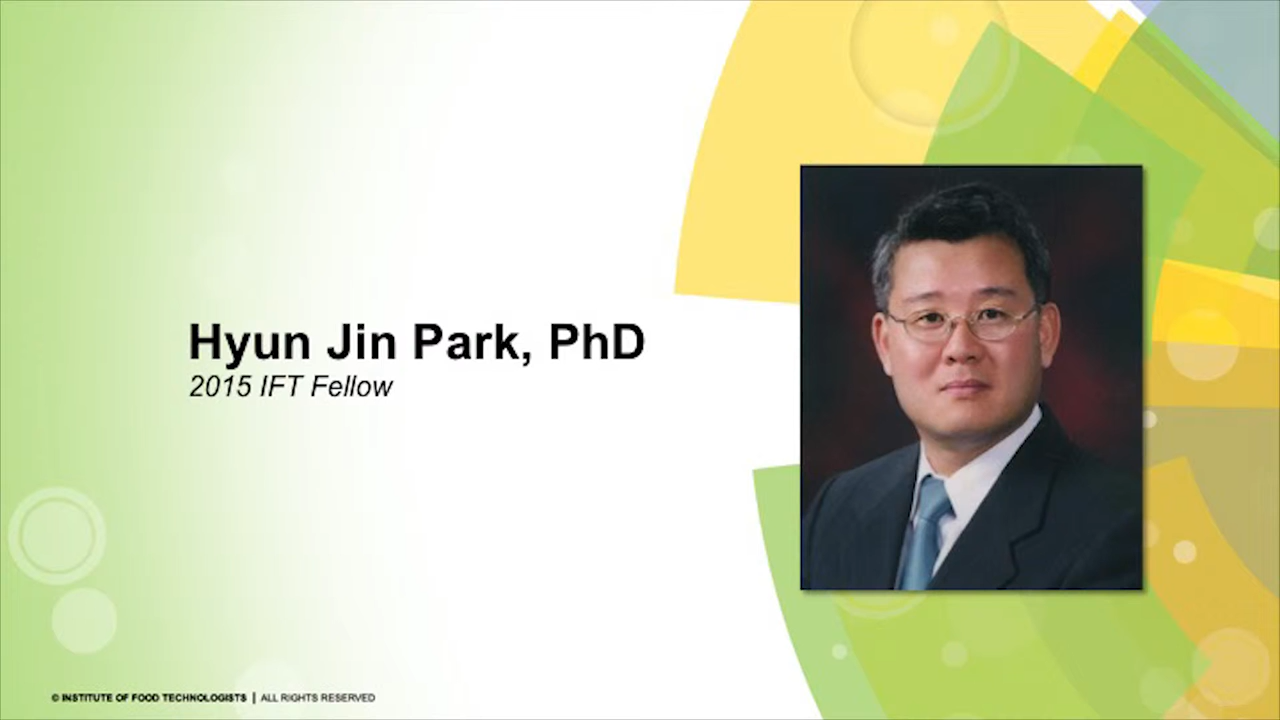 Hyun Jin Park, PhD
2015 IFT Fellow
© INSTITUTE OF FOOD TECHNOLOGISTS | ALL RIGHTS RESERVED